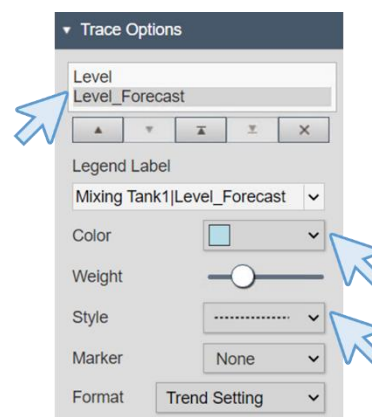 Trace Options
Level
Level_Forecast
Legend Label
Mixing Tank1|Level_Forecast
Color
Weight
Style
Marker None
Format Trend Setting